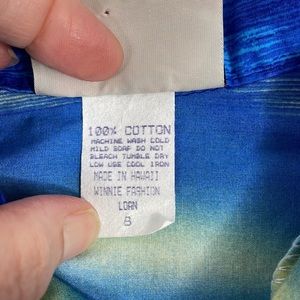 100% COTTON
MACHINE WASH COLD
MILD SOAP DO NOT
BLEACH TUMBLE DRY
LOW USE COOL IRON
MADE IN HAWAII
WINNIE FASHION
LOAN
8